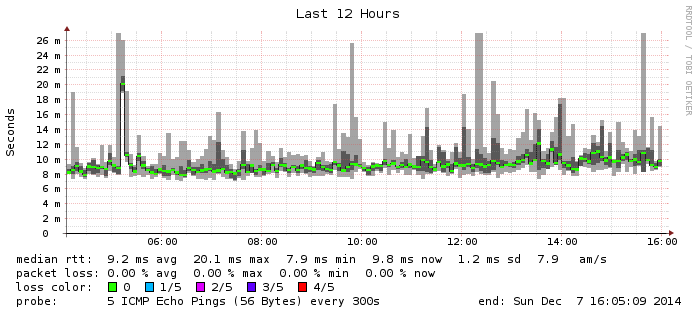 Last 12 Hours
RRDTOOL / TOBI OETIKER
Seconds
26 m
24 m
22 m
20 m
18 m
16 m
14 m
12 m
10 m
8 m
6 m
4 m
2 m
0
06:00 08:00 10:00 12:00 14:00 16:00
median rtt: 9.2 ms avg 20.1 ms max 7.9 ms min 9.8 ms now 1.2 ms sd 7.9 am/s
packet loss: 0.00 % avg 0.00 % max 0.00 % min 0.00 % now
loss color: 0 1/5 2/5 3/5 4/5
probe: 5 ICMP Echo Pings (56 Bytes) every 300s end: Sun Dec 7 16:05:09 2014